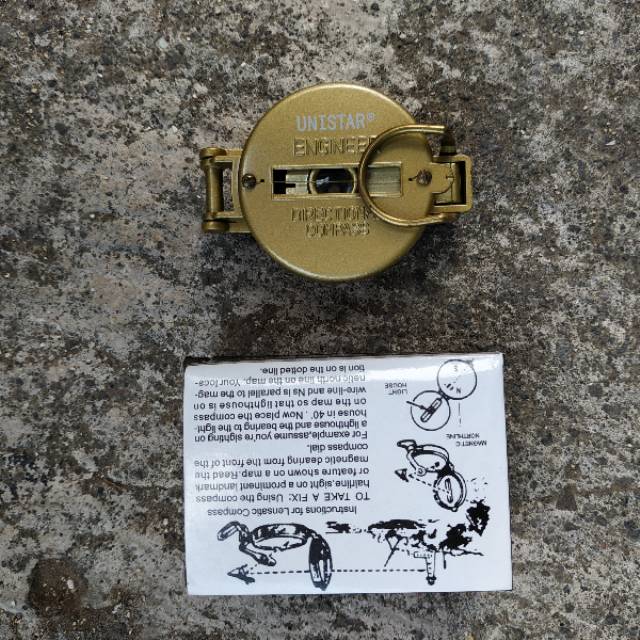 UNISTAR®
ENGINEER
DIRECTIONAL
COMPASS
Instructions for Lensatic Compass
TO TAKE A FIX: Using the compass
hairline, sight on a prominent landmark
or feature shown on a map. Read the
magnetic dearing from the front of the
compass dial.
For example, assume you're sighting on
a lighthouse and the bearing to the light-
house in 40°. Now place the compass
on the map so that lighthouse is on
wire-line and Ns is parallel to the mag-
netic north line on the map. Your loca-
tion is on the dotted line.
MAGNETIC
NORTHLINE
LIGHT
HOUSE